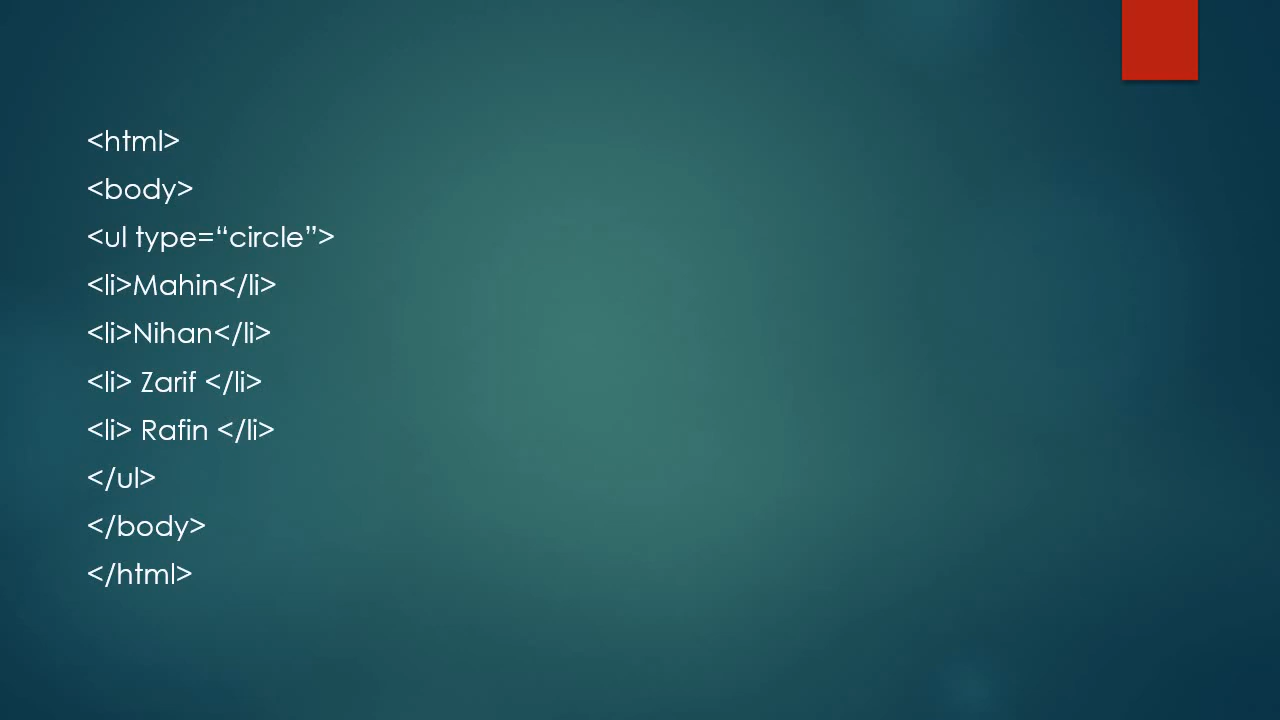 <html>
<body>
<ul type=“circle”>
<li>Mahin</li>
<li>Nihan</li>
<li> Zarif </li>
<li> Rafin </li>
</ul>
</body>
</html>